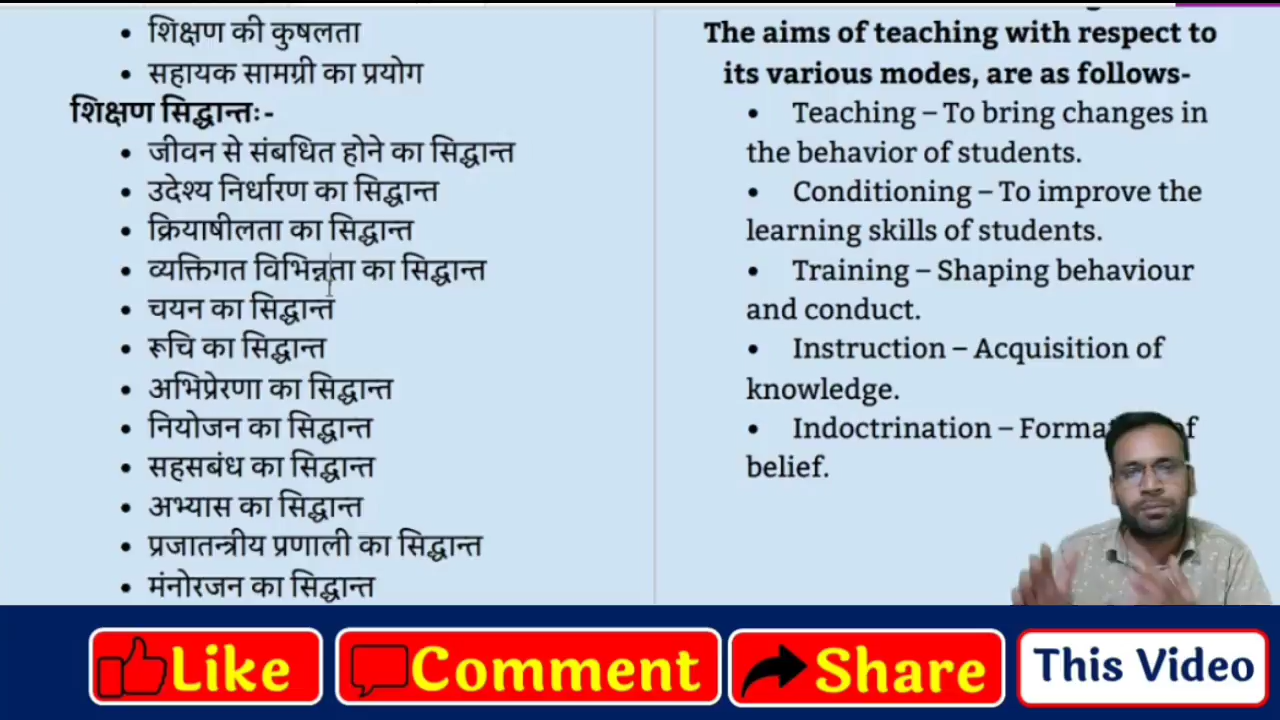 शिक्षण की कुषलता
सहायक सामग्री का प्रयोग
शिक्षण सिद्धान्तः-
जीवन से संबधित होने का सिद्धान्त
उदेश्य निर्धारण का सिद्धान्त
क्रियाषीलता का सिद्धान्त
व्यक्तिगत विभिन्नता का सिद्धान्त
चयन का सिद्धान्त
रूचि का सिद्धान्त
अभिप्रेरणा का सिद्धान्त
नियोजन का सिद्धान्त
सहसबंध का सिद्धान्त
अभ्यास का सिद्धान्त
प्रजातन्त्रीय प्रणाली का सिद्धान्त
मंनोरजन का सिद्धान्त
The aims of teaching with respect to
its various modes, are as follows-
Teaching – To bring changes in
the behavior of students.
Conditioning – To improve the
learning skills of students.
Training – Shaping behaviour
and conduct.
Instruction – Acquisition of
knowledge.
Indoctrination –
belief.
Like
Comment
Share
This Video